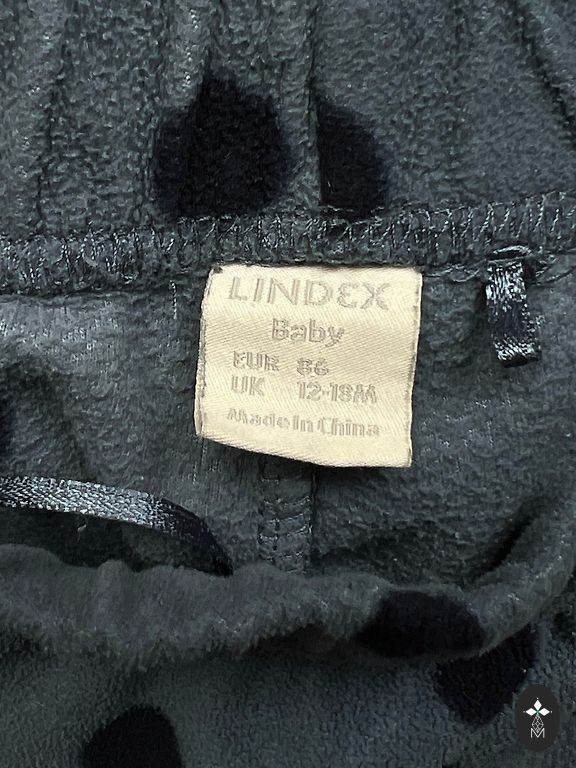 LINDEX
Baby
EUR 86
UK 12-18M
Made in China
M